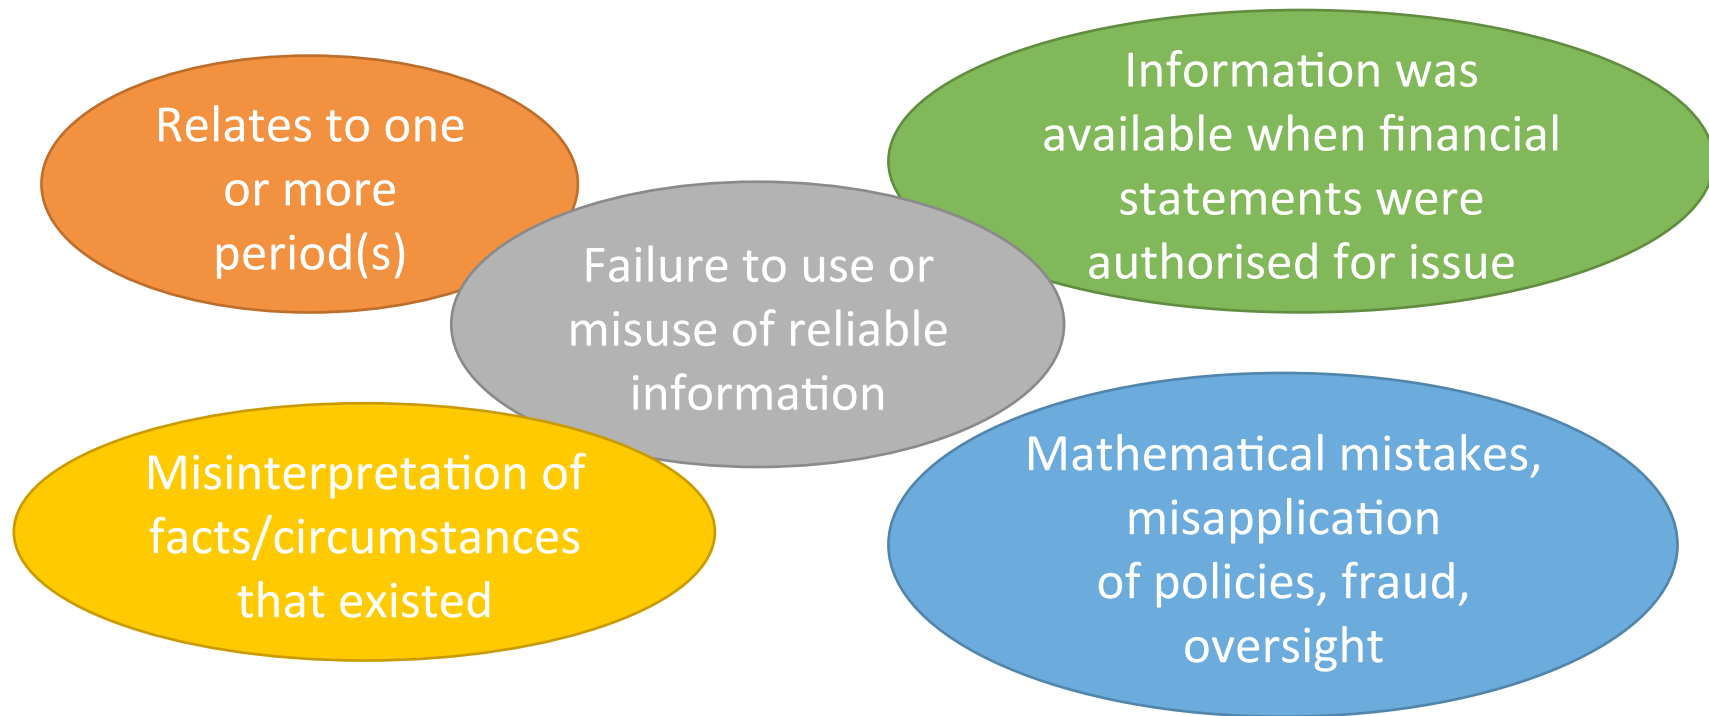 Relates to one
or more
period(s)
Information was
available when financial
statements were
authorised for issue
Failure to use or
misuse of reliable
information
Misinterpretation of
facts/circumstances
that existed
Mathematical mistakes,
misapplication
of policies, fraud,
oversight